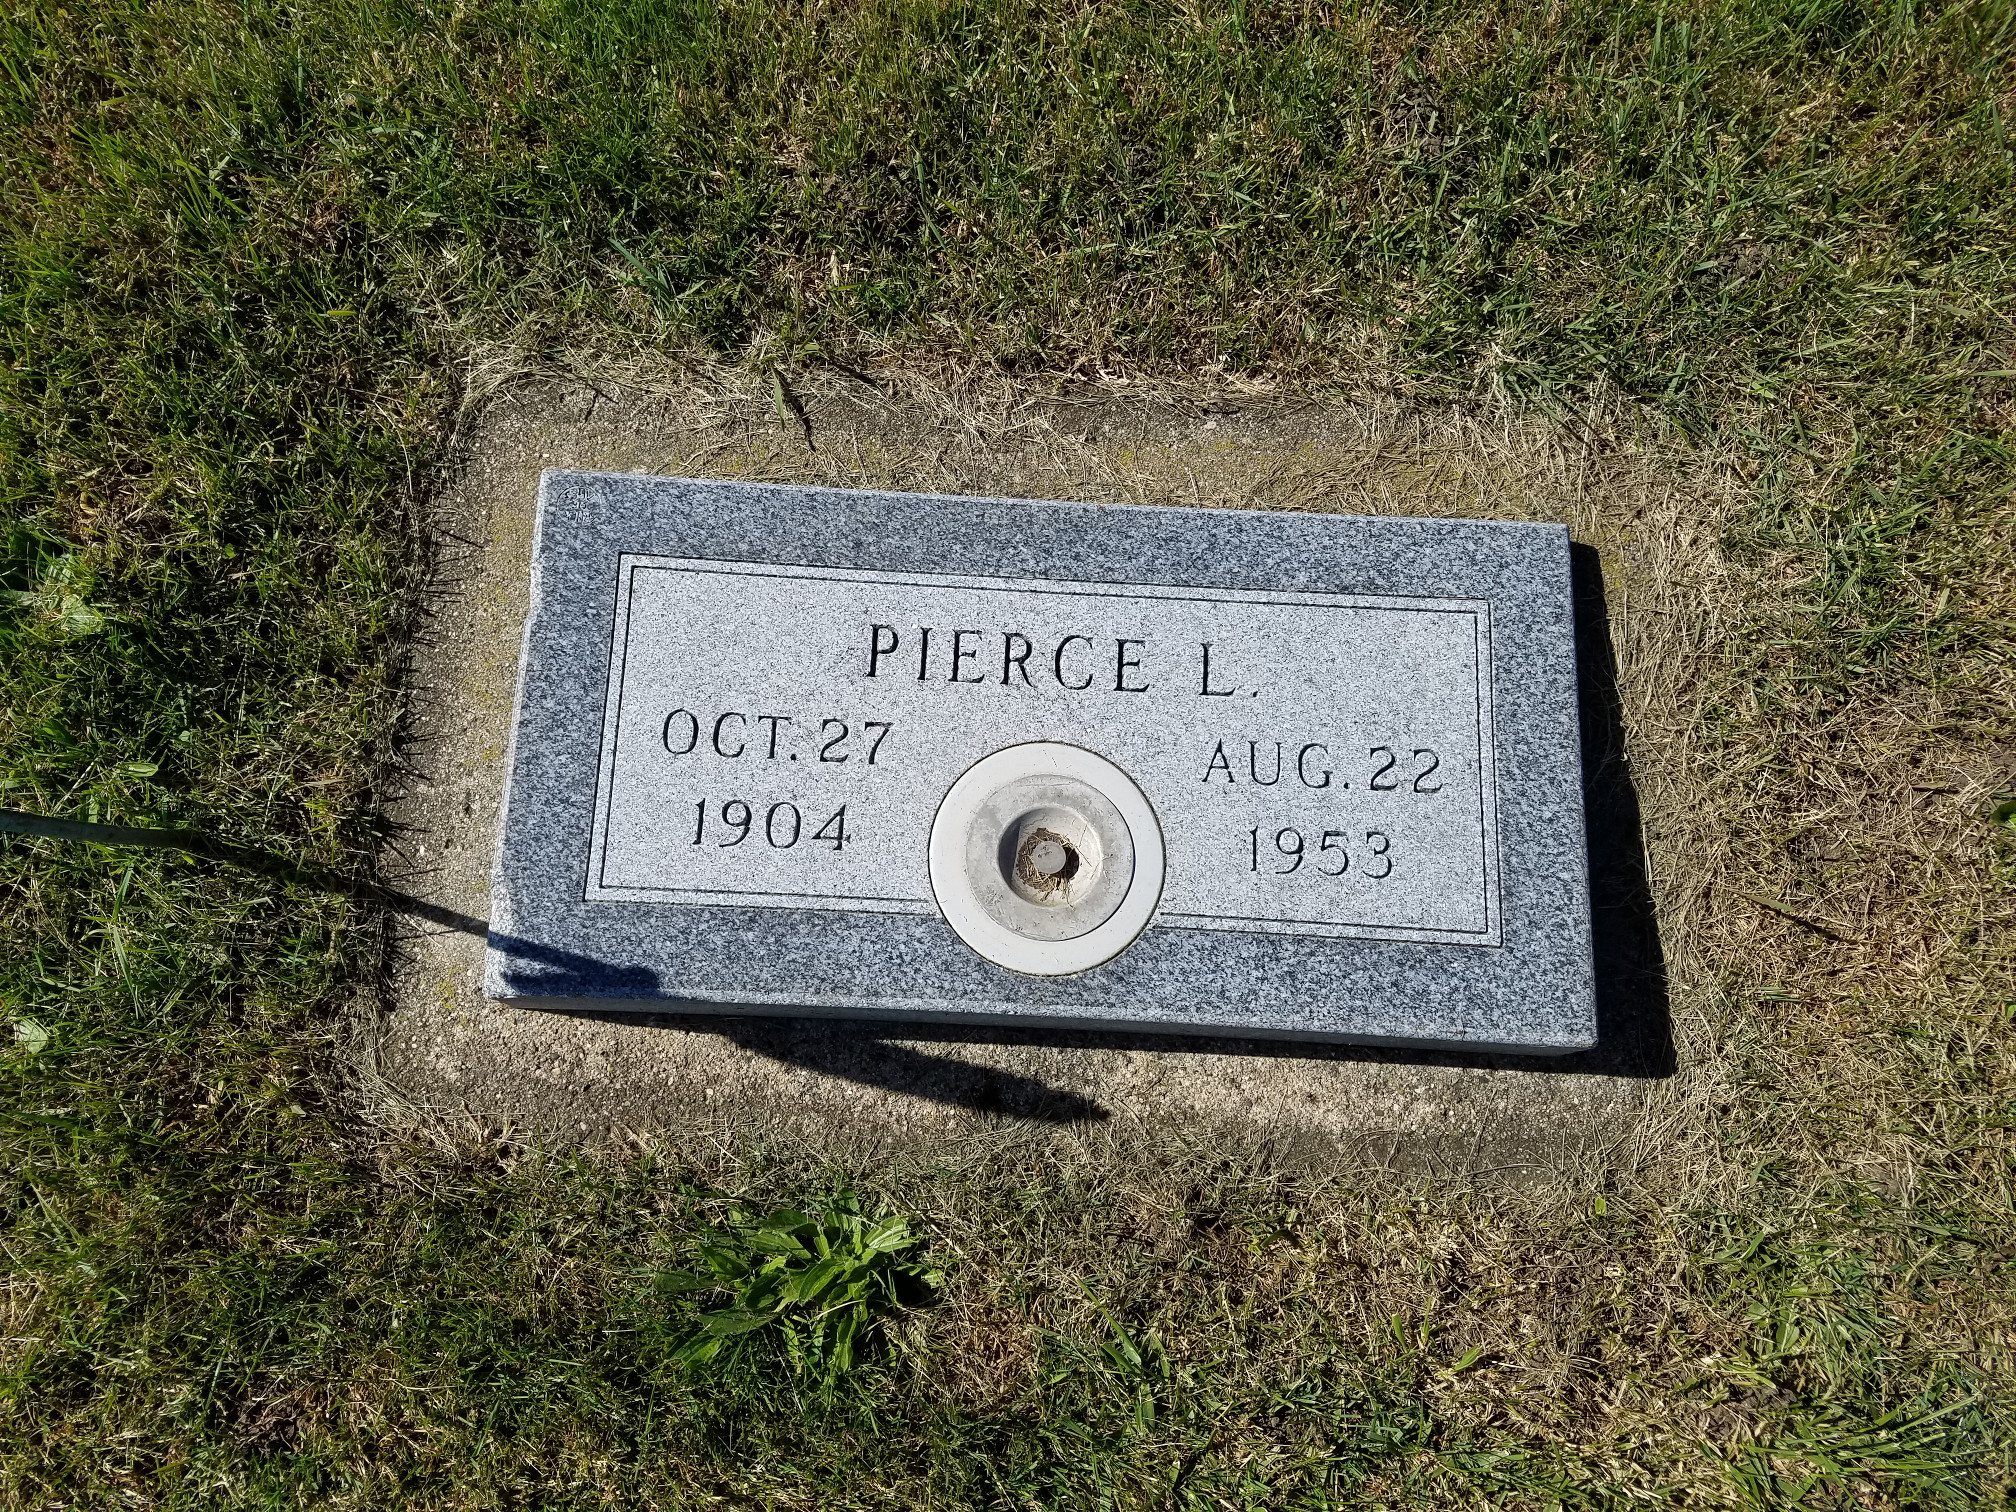 PIERCE L.
OCT. 27
1904
AUG. 22
1953